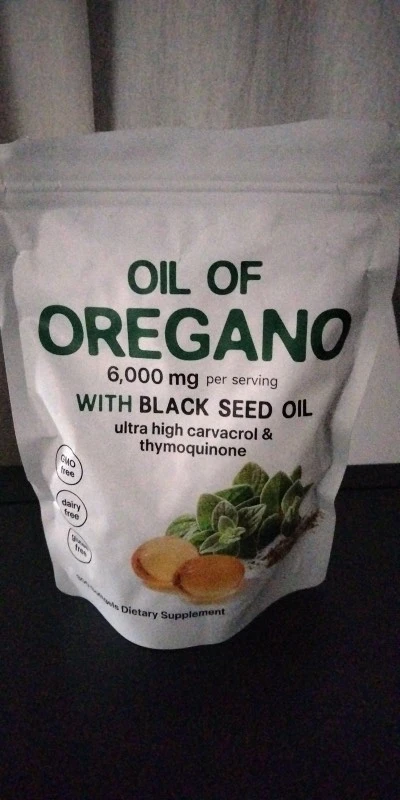 OIL OF
OREGANO
6,000 mg per serving
WITH BLACK SEED OIL
ultra high carvacrol &
thymoquinone
GMO
free
dairy
free
gluten
free
softgels Dietary Supplement